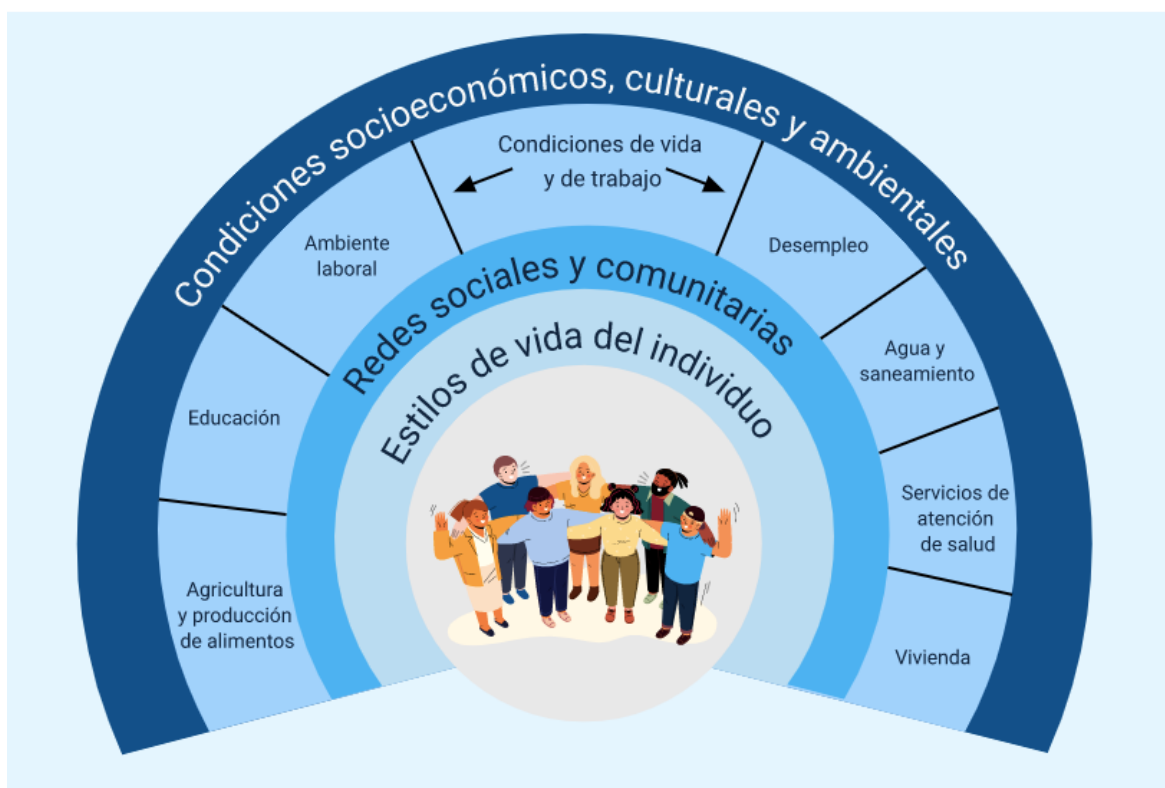 Condiciones socioeconómicos, culturales y ambientales
Condiciones de vida
y de trabajo
Ambiente
laboral
Desempleo
Educación
Agua y
saneamiento
Agricultura
y producción
de alimentos
Servicios de
atención
de salud
Vivienda
Redes sociales y comunitarias
Estilos de vida del individuo